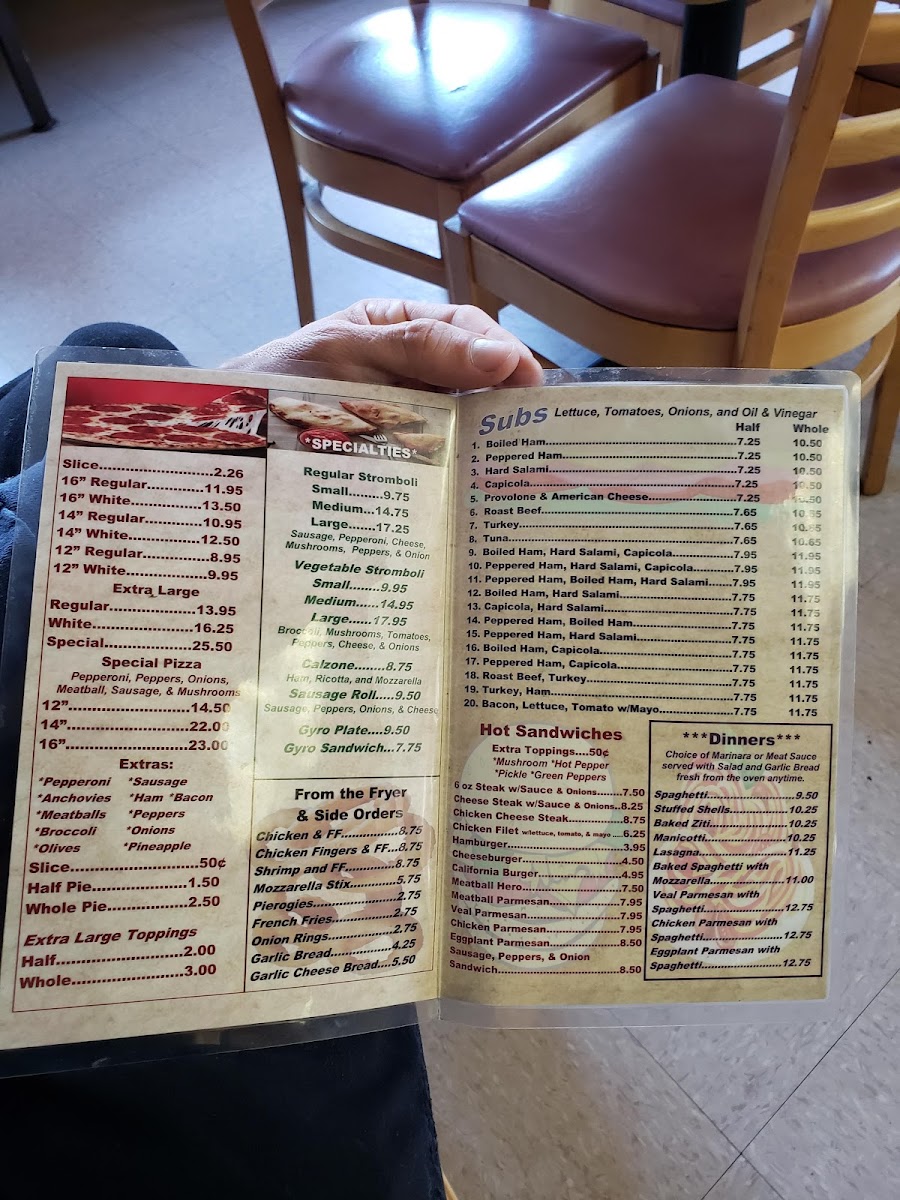 Slice..............................2.26
16" Regular...............11.95
16" White...................13.50
14" Regular...............10.95
14" White...................12.50
12" Regular................8.95
12" White....................9.95
Extra Large
Regular.....................13.95
White.........................16.25
Special......................25.50
Special Pizza
Pepperoni, Peppers, Onions,
Meatball, Sausage, & Mushrooms
12"..............................14.50
14"..............................22.00
16"..............................23.00
Extras:
*Pepperoni *Sausage
*Anchovies *Ham *Bacon
*Meatballs *Peppers
*Broccoli *Onions
*Olives *Pineapple
Slice..............................50¢
Half Pie.......................1.50
Whole Pie..................2.50
Extra Large Toppings
Half..............................2.00
Whole..........................3.00
*SPECIALTIES*
Regular Stromboli
Small.........9.75
Medium...14.75
Large.......17.25
Sausage, Pepperoni, Cheese,
Mushrooms, Peppers, & Onion
Vegetable Stromboli
Small.........9.95
Medium......14.95
Large.......17.95
Broccoli, Mushrooms, Tomatoes,
Peppers, Cheese, & Onions
Calzone........8.75
Ham, Ricotta, and Mozzarella
Sausage Roll.....9.50
Sausage, Peppers, Onions, & Cheese
Gyro Plate....9.50
Gyro Sandwich...7.75
From the Fryer
& Side Orders
Chicken & FF...............8.75
Chicken Fingers & FF...8.75
Shrimp and FF.............8.75
Mozzarella Stix............5.75
Pierogies.....................2.75
French Fries................2.75
Onion Rings.................2.75
Garlic Bread.................4.25
Garlic Cheese Bread....5.50
Subs Lettuce, Tomatoes, Onions, and Oil & Vinegar
Half Whole
1. Boiled Ham...............7.25 10.50
2. Peppered Ham...............7.25 10.50
3. Hard Salami...............7.25 10.50
4. Capicola...............7.25 10.50
5. Provolone & American Cheese...............7.25 10.50
6. Roast Beef...............7.65 10.65
7. Turkey...............7.65 10.65
8. Tuna...............7.65 10.65
9. Boiled Ham, Hard Salami, Capicola...............7.95 11.95
10. Peppered Ham, Hard Salami, Capicola............7.95 11.95
11. Peppered Ham, Boiled Ham, Hard Salami.......7.95 11.95
12. Boiled Ham, Hard Salami...............7.75 11.75
13. Capicola, Hard Salami...............7.75 11.75
14. Peppered Ham, Boiled Ham...............7.75 11.75
15. Peppered Ham, Hard Salami...............7.75 11.75
16. Boiled Ham, Capicola...............7.75 11.75
17. Peppered Ham, Capicola...............7.75 11.75
18. Roast Beef, Turkey...............7.75 11.75
19. Turkey, Ham...............7.75 11.75
20. Bacon, Lettuce, Tomato w/Mayo...............7.75 11.75
Hot Sandwiches
Extra Toppings....50¢
*Mushroom *Hot Pepper
*Pickle *Green Peppers
6 oz Steak w/Sauce & Onions.......7.50
Cheese Steak w/Sauce & Onions..8.25
Chicken Cheese Steak...............8.75
Chicken Filet w/lettuce, tomato, & mayo ....6.25
Hamburger...............3.95
Cheeseburger...............4.50
California Burger...............4.95
Meatball Hero...............7.50
Meatball Parmesan...............7.95
Veal Parmesan...............7.95
Chicken Parmesan...............7.95
Eggplant Parmesan...............8.50
Sausage, Peppers, & Onion
Sandwich...............8.50
***Dinners***
Choice of Marinara or Meat Sauce
served with Salad and Garlic Bread
fresh from the oven anytime.
Spaghetti...............9.50
Stuffed Shells...............10.25
Baked Ziti...............10.25
Manicotti...............10.25
Lasagna...............11.25
Baked Spaghetti with
Mozzarella...............11.00
Veal Parmesan with
Spaghetti...............12.75
Chicken Parmesan with
Spaghetti...............12.75
Eggplant Parmesan with
Spaghetti...............12.75